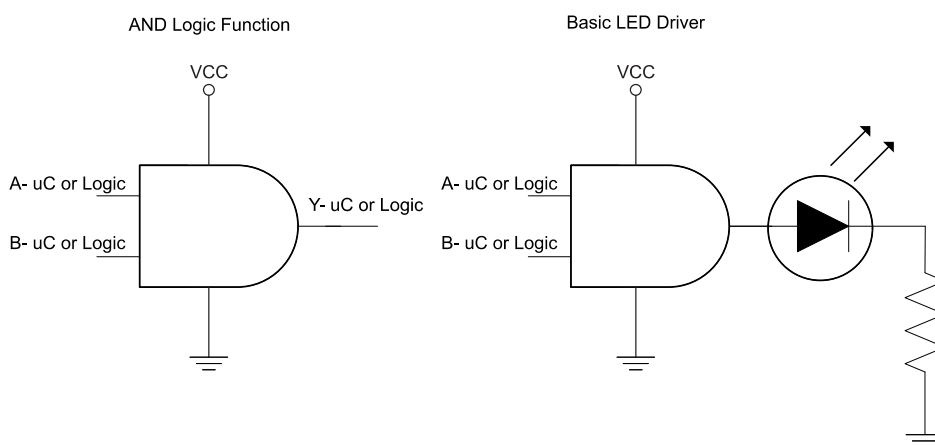 AND Logic Function
VCC
A- uC or Logic
B- uC or Logic
Y- uC or Logic
Basic LED Driver
VCC
A- uC or Logic
B- uC or Logic